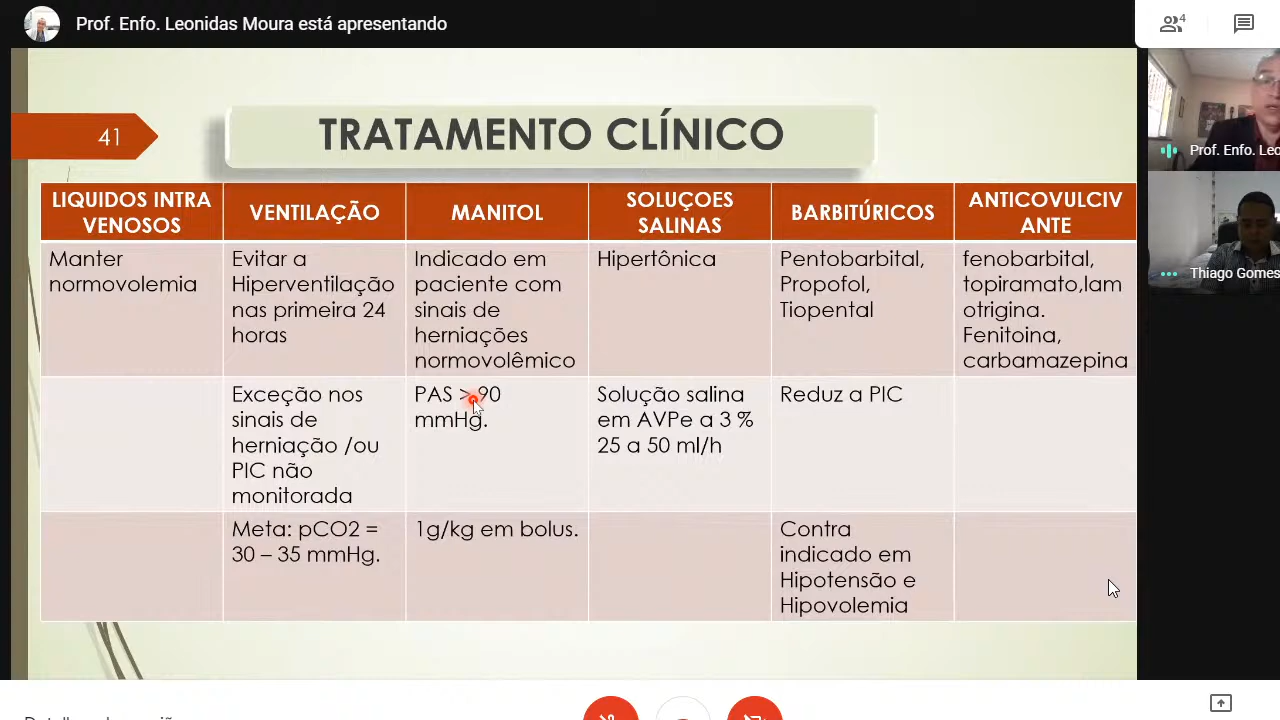 Prof. Enfo. Leonidas Moura está apresentando
4
41
TRATAMENTO CLÍNICO
LIQUIDOS INTRA
VENOSOS
VENTILAÇÃO
MANITOL
SOLUÇOES
SALINAS
BARBITÚRICOS
ANTICOVULCIV
ANTE
Manter
normovolemia
Evitar a
Hiperventilação
nas primeira 24
horas
Indicado em
paciente com
sinais de
herniações
normovolêmico
Hipertônica
Pentobarbital,
Propofol,
Tiopental
fenobarbital,
topiramato,lam
otrigina.
Fenitoina,
carbamazepina
Exceção nos
sinais de
herniação /ou
PIC não
monitorada
PAS > 90
mmHg.
Solução salina
em AVPe a 3 %
25 a 50 ml/h
Reduz a PIC
Meta: pCO2 =
30 – 35 mmHg.
1g/kg em bolus.
Contra
indicado em
Hipotensão e
Hipovolemia
Prof. Enfo. Leo
Thiago Gomes